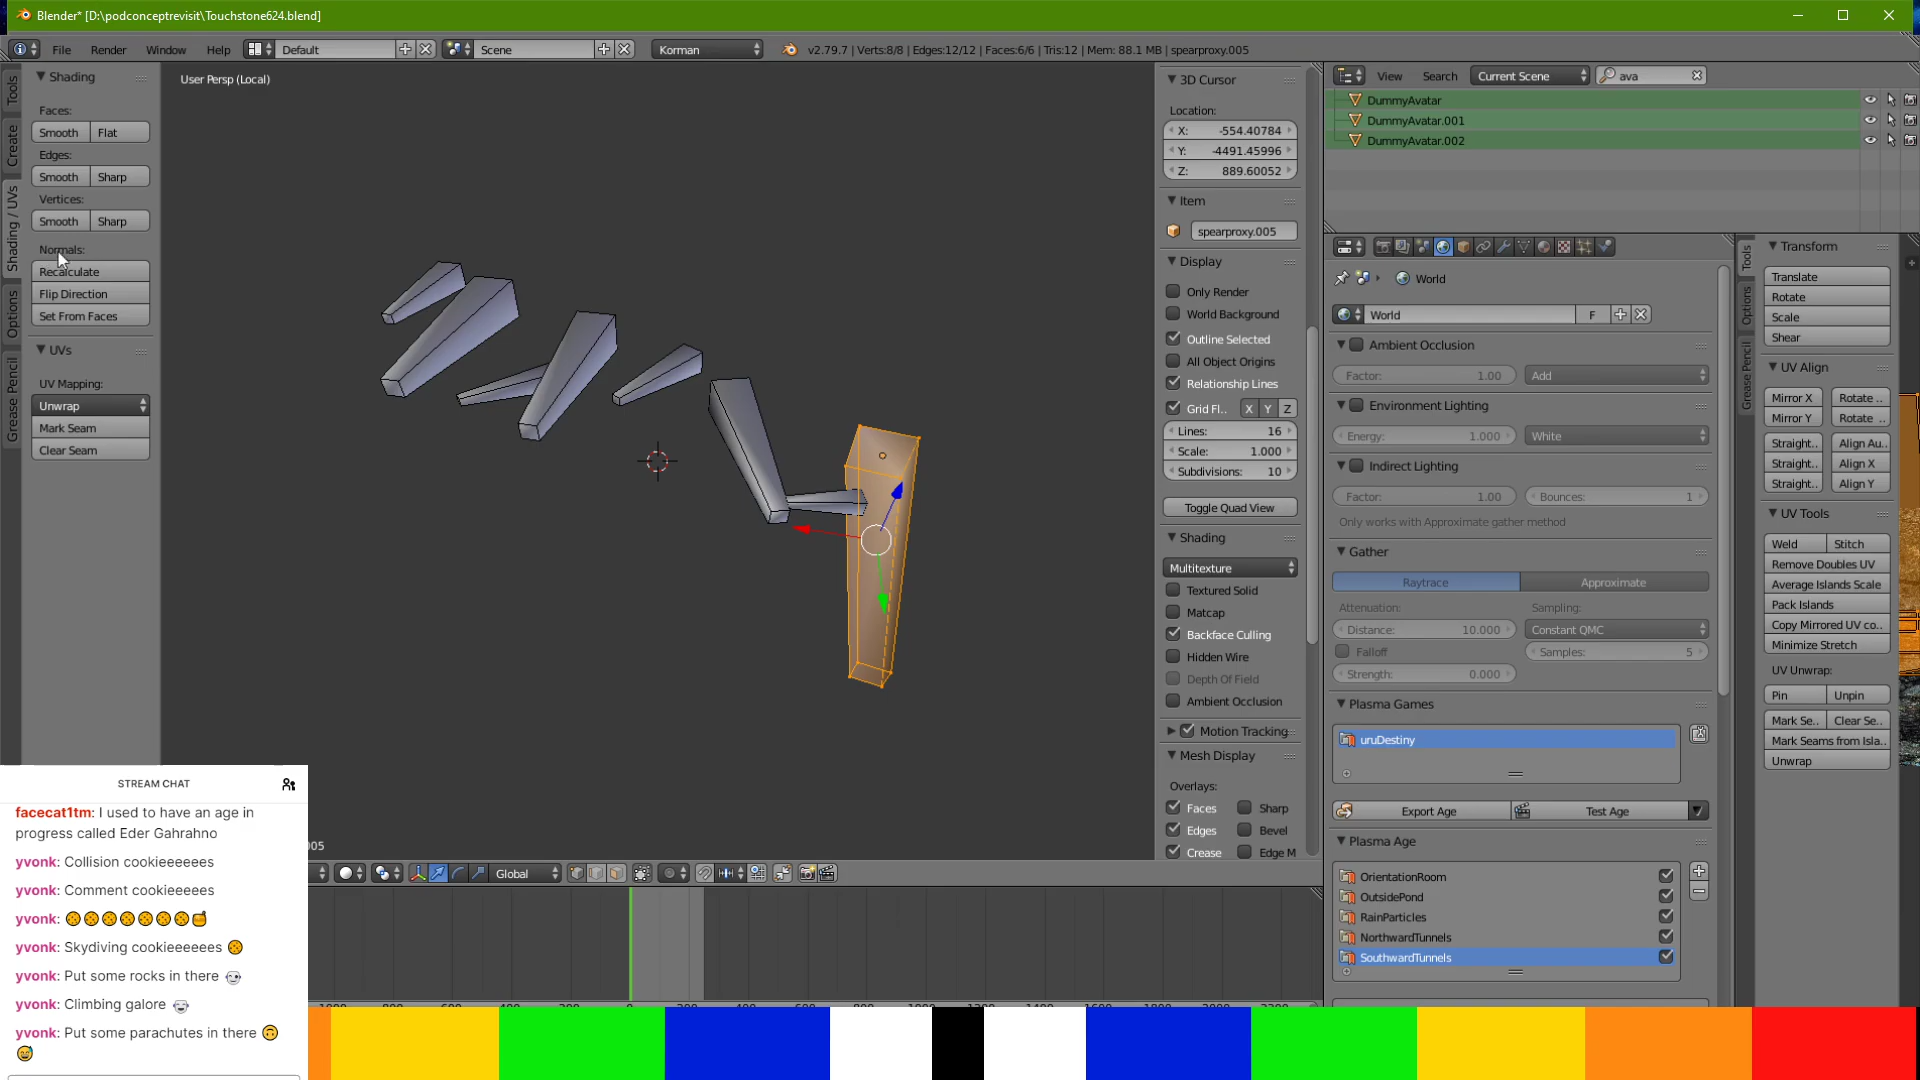 Blender* [D:\podconceptrevisit\Touchstone624.blend]
File Render Window Help Default Scene Korman v2.79.7 | Verts:8/8 | Edges:12/12 | Faces:6/6 | Tris:12 | Mem: 88.1 MB | spearproxy.005
Tools
Create
Shading / UVs
Options
Grease Pencil
Shading
Faces:
Smooth Flat
Edges:
Smooth Sharp
Vertices:
Smooth Sharp
Normals:
Recalculate
Flip Direction
Set From Faces
UVs
UV Mapping:
Unwrap
Mark Seam
Clear Seam
User Persp (Local)
005
Global
3D Cursor
Location:
X: -554.40784
Y: -4491.45996
Z: 889.60052
Item
spearproxy.005
Display
Only Render
World Background
Outline Selected
All Object Origins
Relationship Lines
Grid Fl.. X Y Z
Lines: 16
Scale: 1.000
Subdivisions: 10
Toggle Quad View
Shading
Multitexture
Textured Solid
Matcap
Backface Culling
Hidden Wire
Depth Of Field
Ambient Occlusion
Motion Tracking
Mesh Display
Overlays:
Faces Sharp
Edges Bevel
Crease Edge M
View Search Current Scene ava
DummyAvatar
DummyAvatar.001
DummyAvatar.002
World
World F
Ambient Occlusion
Factor: 1.00 Add
Environment Lighting
Energy: 1.000 White
Indirect Lighting
Factor: 1.00 Bounces: 1
Only works with Approximate gather method
Gather
Raytrace Approximate
Attenuation: Sampling:
Distance: 10.000 Constant QMC
Falloff Samples: 5
Strength: 0.000
Plasma Games
uruDestiny
Export Age Test Age
Plasma Age
OrientationRoom
OutsidePond
RainParticles
NorthwardTunnels
SouthwardTunnels
Tools
Options
Grease Pencil
Transform
Translate
Rotate
Scale
Shear
UV Align
Mirror X Rotate ..
Mirror Y Rotate ..
Straight.. Align Au..
Straight.. Align X
Straight.. Align Y
UV Tools
Weld Stitch
Remove Doubles UV
Average Islands Scale
Pack Islands
Copy Mirrored UV co..
Minimize Stretch
UV Unwrap:
Pin Unpin
Mark Se.. Clear Se..
Mark Seams from Isla..
Unwrap
STREAM CHAT
facecat1tm: I used to have an age in
progress called Eder Gahrahno
yvonk: Collision cookieeeeees
yvonk: Comment cookieeeees
yvonk:
yvonk: Skydiving cookieeeeees
yvonk: Put some rocks in there
yvonk: Climbing galore
yvonk: Put some parachutes in there